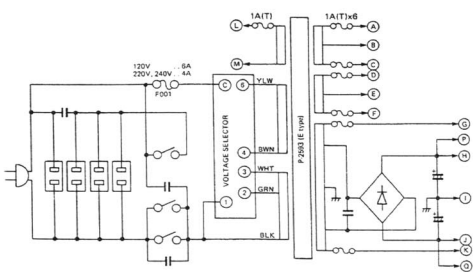 1A(T)
1A(T)x6
L
A
B
M
C
120V ..6A
220V, 240V ..4A
F001
C
6
YLW
D
E
F
VOLTAGE SELECTOR
P-2593 (E type)
G
P
4
BWN
H
3
WHT
2
GRN
I
1
BLK
J
K
O